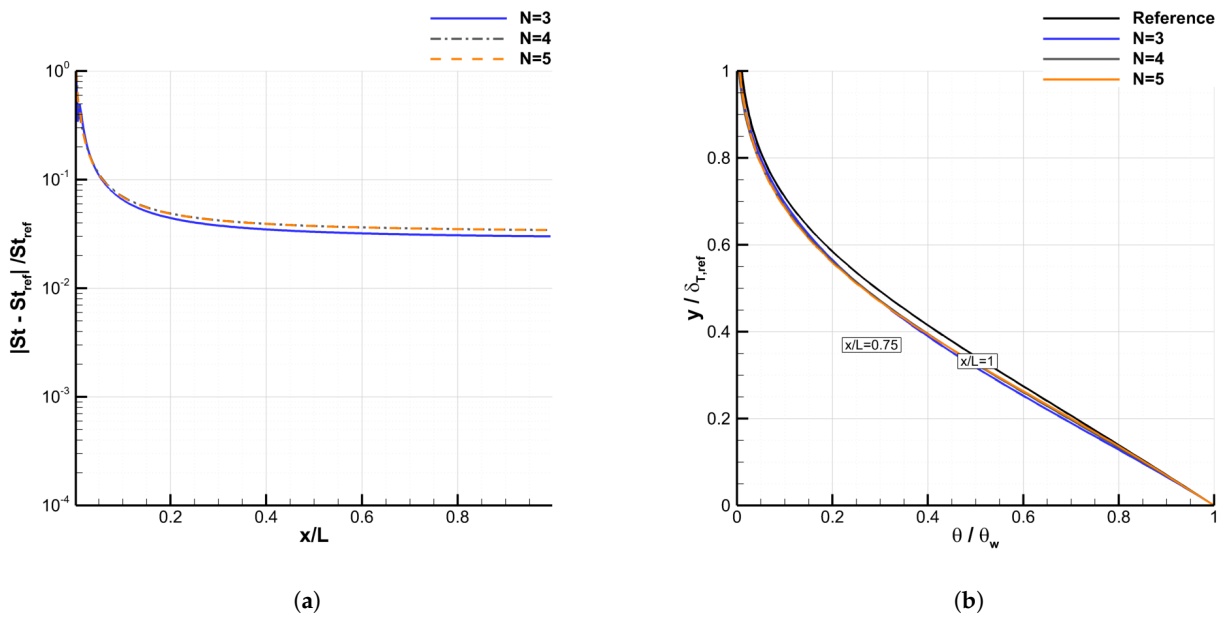 N=3
N=4
N=5
10^0
10^-1
10^-2
10^-3
10^-4
|St - St_ref| /St_ref
0.2 0.4 0.6 0.8
x/L
(a)
Reference
N=3
N=4
N=5
1
0.8
0.6
0.4
0.2
0
y / δ_T,ref
x/L=0.75
x/L=1
0 0.2 0.4 0.6 0.8 1
θ / θ_w
(b)